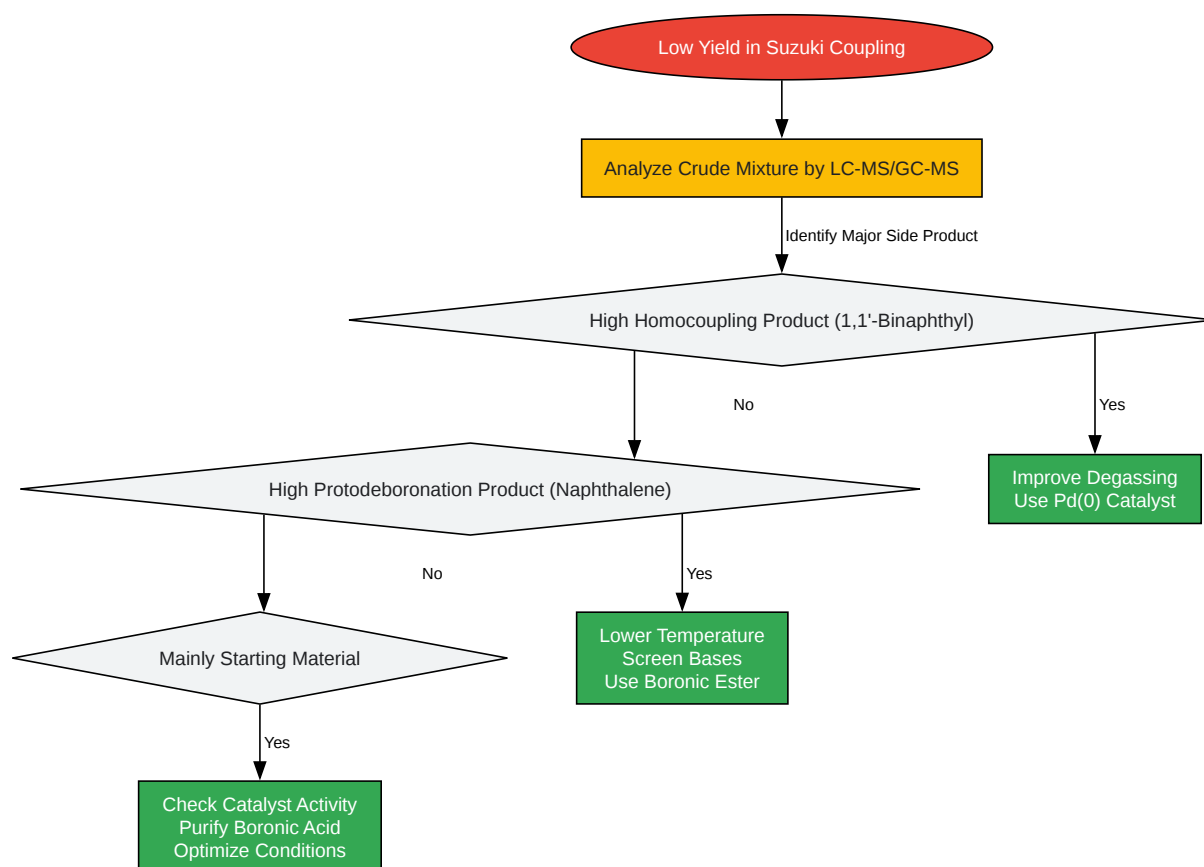 Low Yield in Suzuki Coupling
Analyze Crude Mixture by LC-MS/GC-MS
Identify Major Side Product
High Homocoupling Product (1,1'-Binaphthyl)
No
Yes
High Protodeboronation Product (Naphthalene)
Improve Degassing
Use Pd(0) Catalyst
No
Yes
Mainly Starting Material
Lower Temperature
Screen Bases
Use Boronic Ester
Yes
Check Catalyst Activity
Purify Boronic Acid
Optimize Conditions